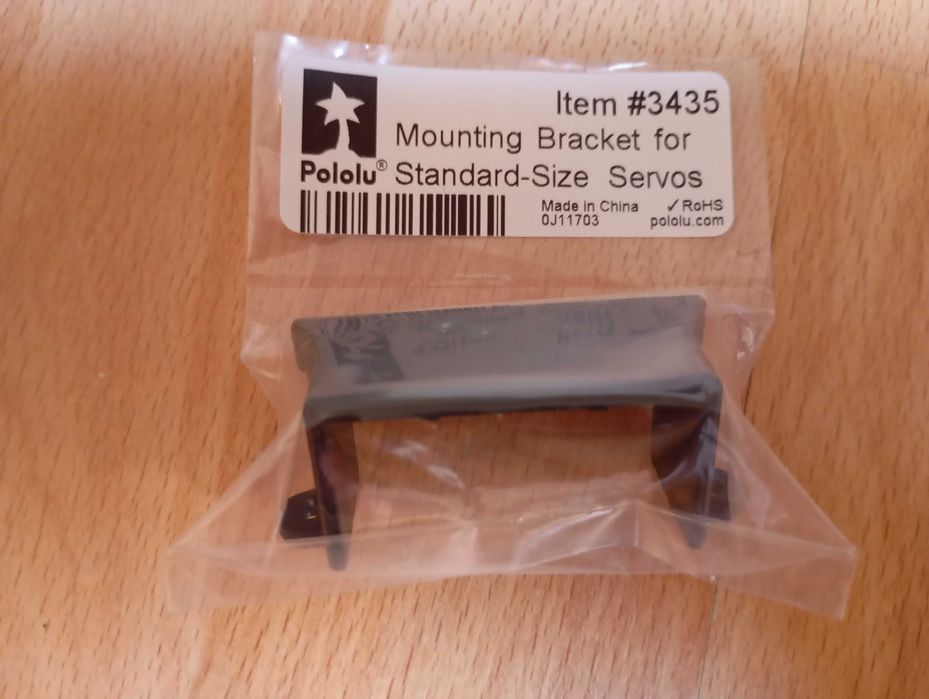 Item #3435
Mounting Bracket for
Pololu® Standard-Size Servos
Made in China ✓RoHS
0J11703 pololu.com